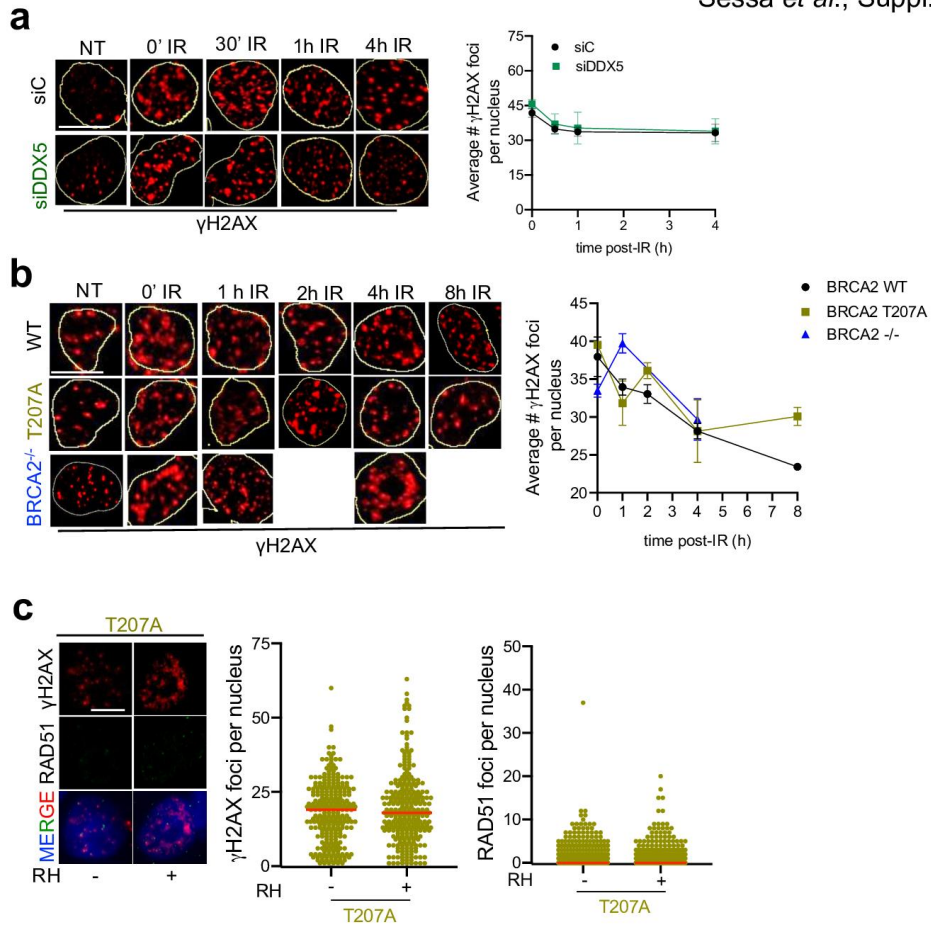 Sessa et al., Suppl.
a
NT 0' IR 30' IR 1h IR 4h IR
siC
siDDX5
γH2AX
Average # γH2AX foci
per nucleus
75
60
45
30
15
0
0 1 2 3 4
time post-IR (h)
siC
siDDX5
b
NT 0' IR 1 h IR 2h IR 4h IR 8h IR
WT
T207A
BRCA2-/-
γH2AX
Average # γH2AX foci
per nucleus
45
40
35
30
25
20
0 1 2 3 4 5 6 7 8
time post-IR (h)
BRCA2 WT
BRCA2 T207A
BRCA2 -/-
c
T207A
γH2AX
RAD51
MERGE
RH - +
γH2AX foci per nucleus
75
50
25
0
RH - +
T207A
RAD51 foci per nucleus
50
40
30
20
10
0
RH - +
T207A